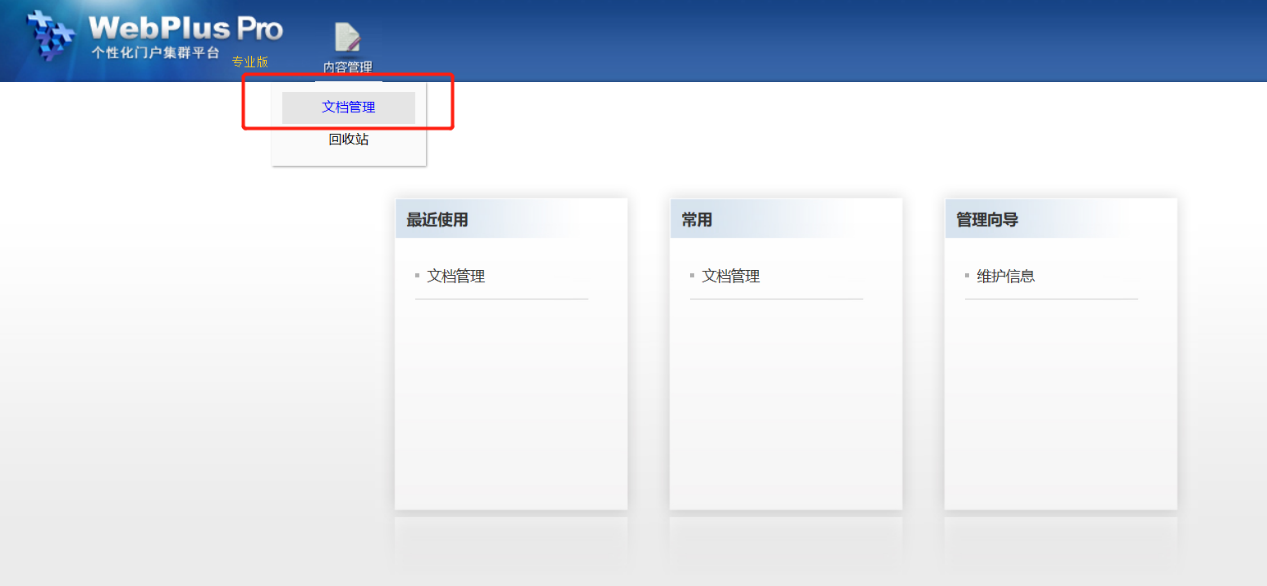 WebPlus Pro
个性化门户集群平台
专业版
内容管理
文档管理
回收站
最近使用
文档管理
常用
文档管理
管理向导
维护信息